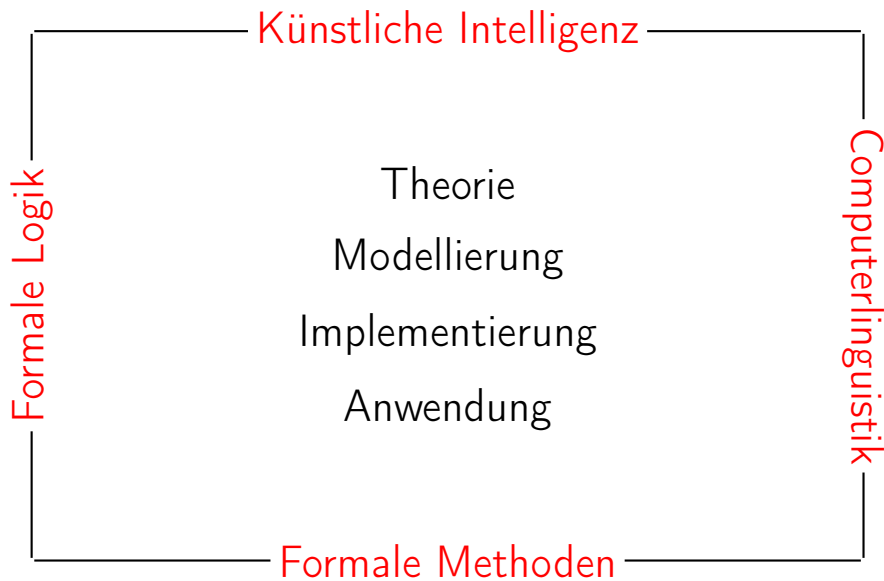 Künstliche Intelligenz
Formale Logik
Theorie
Modellierung
Implementierung
Anwendung
Computerlinguistik
Formale Methoden